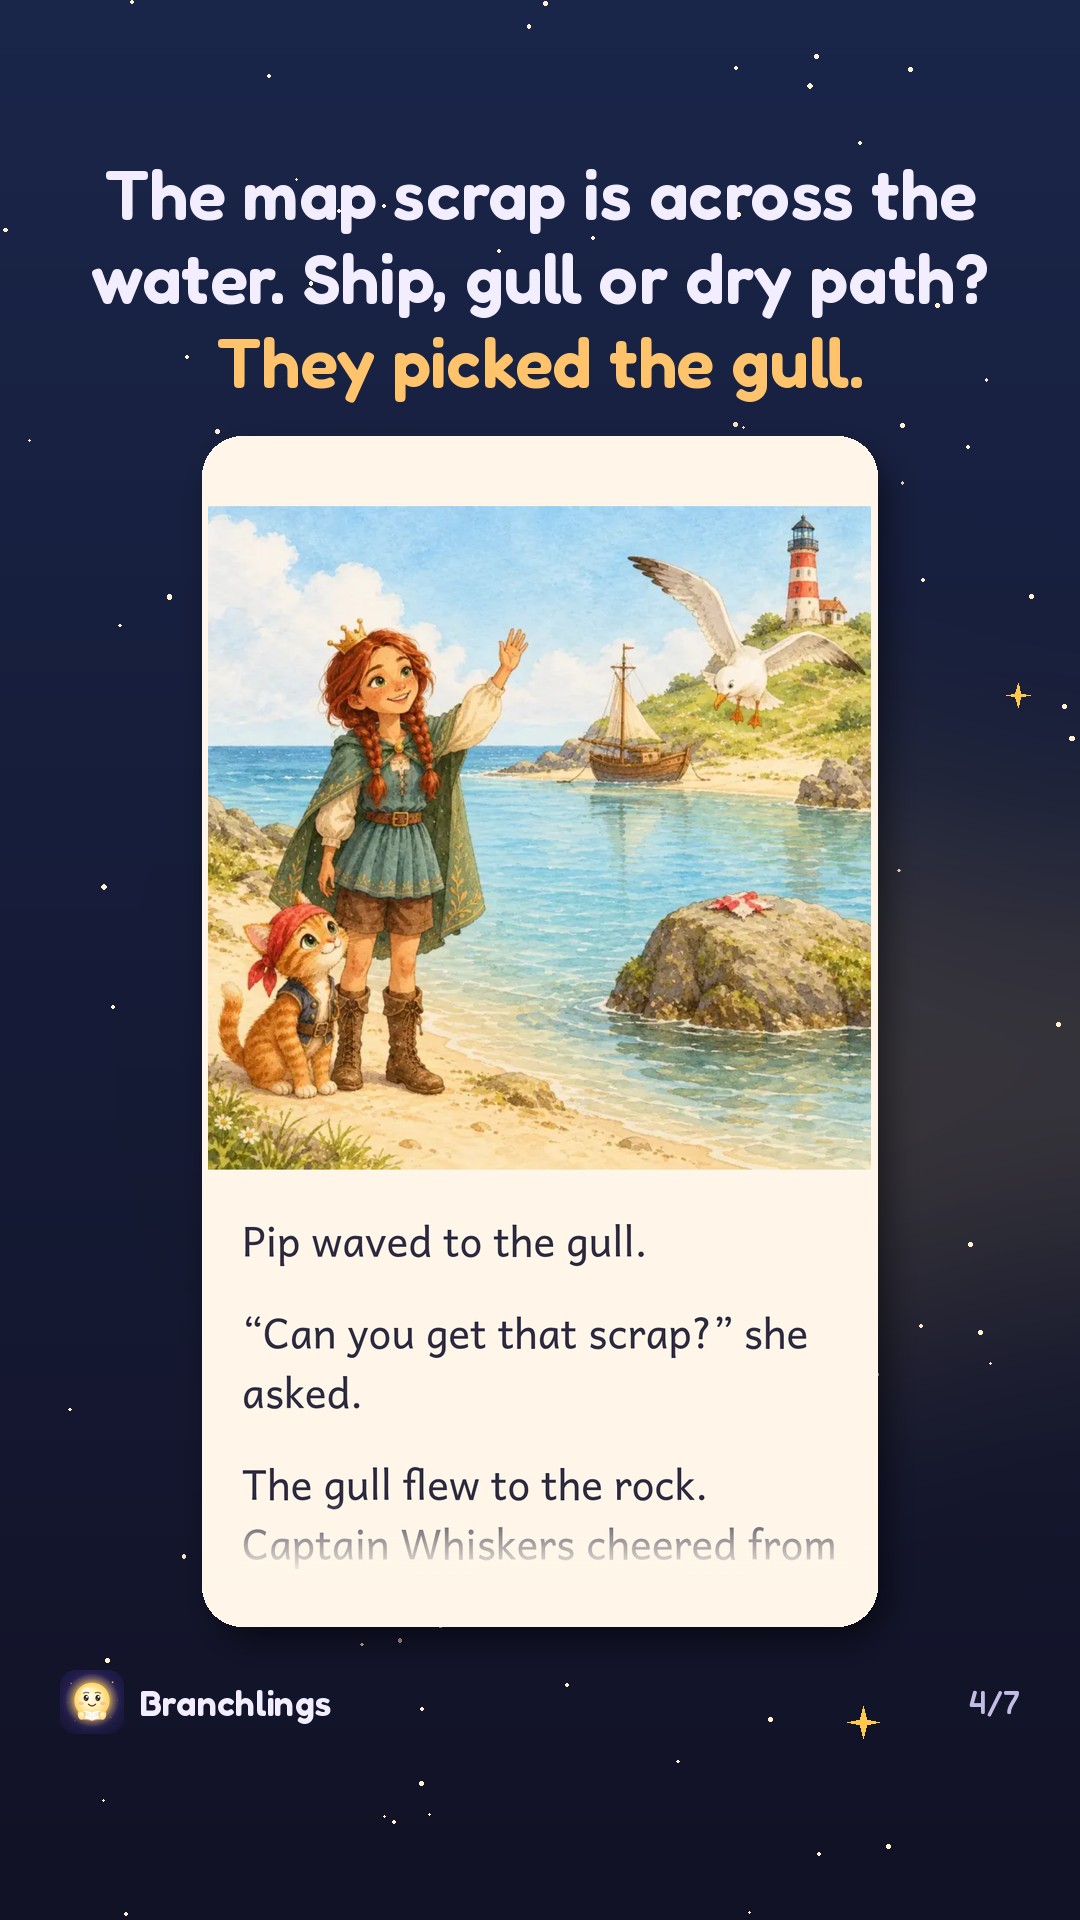 The map scrap is across the
water. Ship, gull or dry path?
They picked the gull.
Pip waved to the gull.
“Can you get that scrap?” she
asked.
The gull flew to the rock.
Captain Whiskers cheered from
Branchlings
4/7